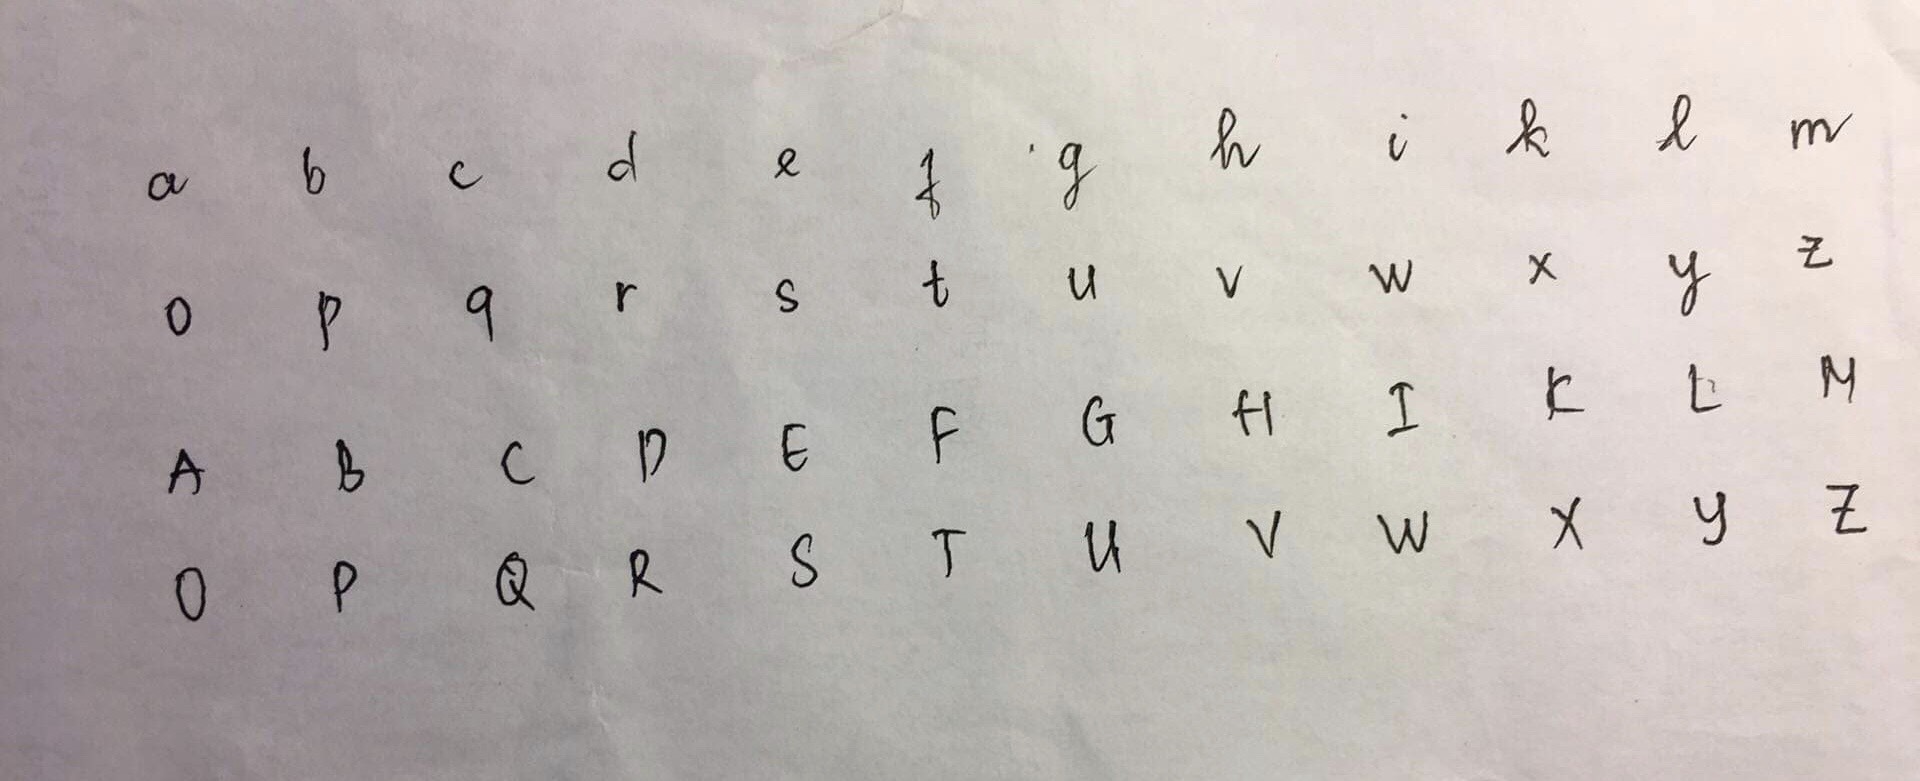 a b c d e f g h i k l m
o p q r s t u v w x y z
A B C D E F G H I K L M
O P Q R S T U V W X Y Z